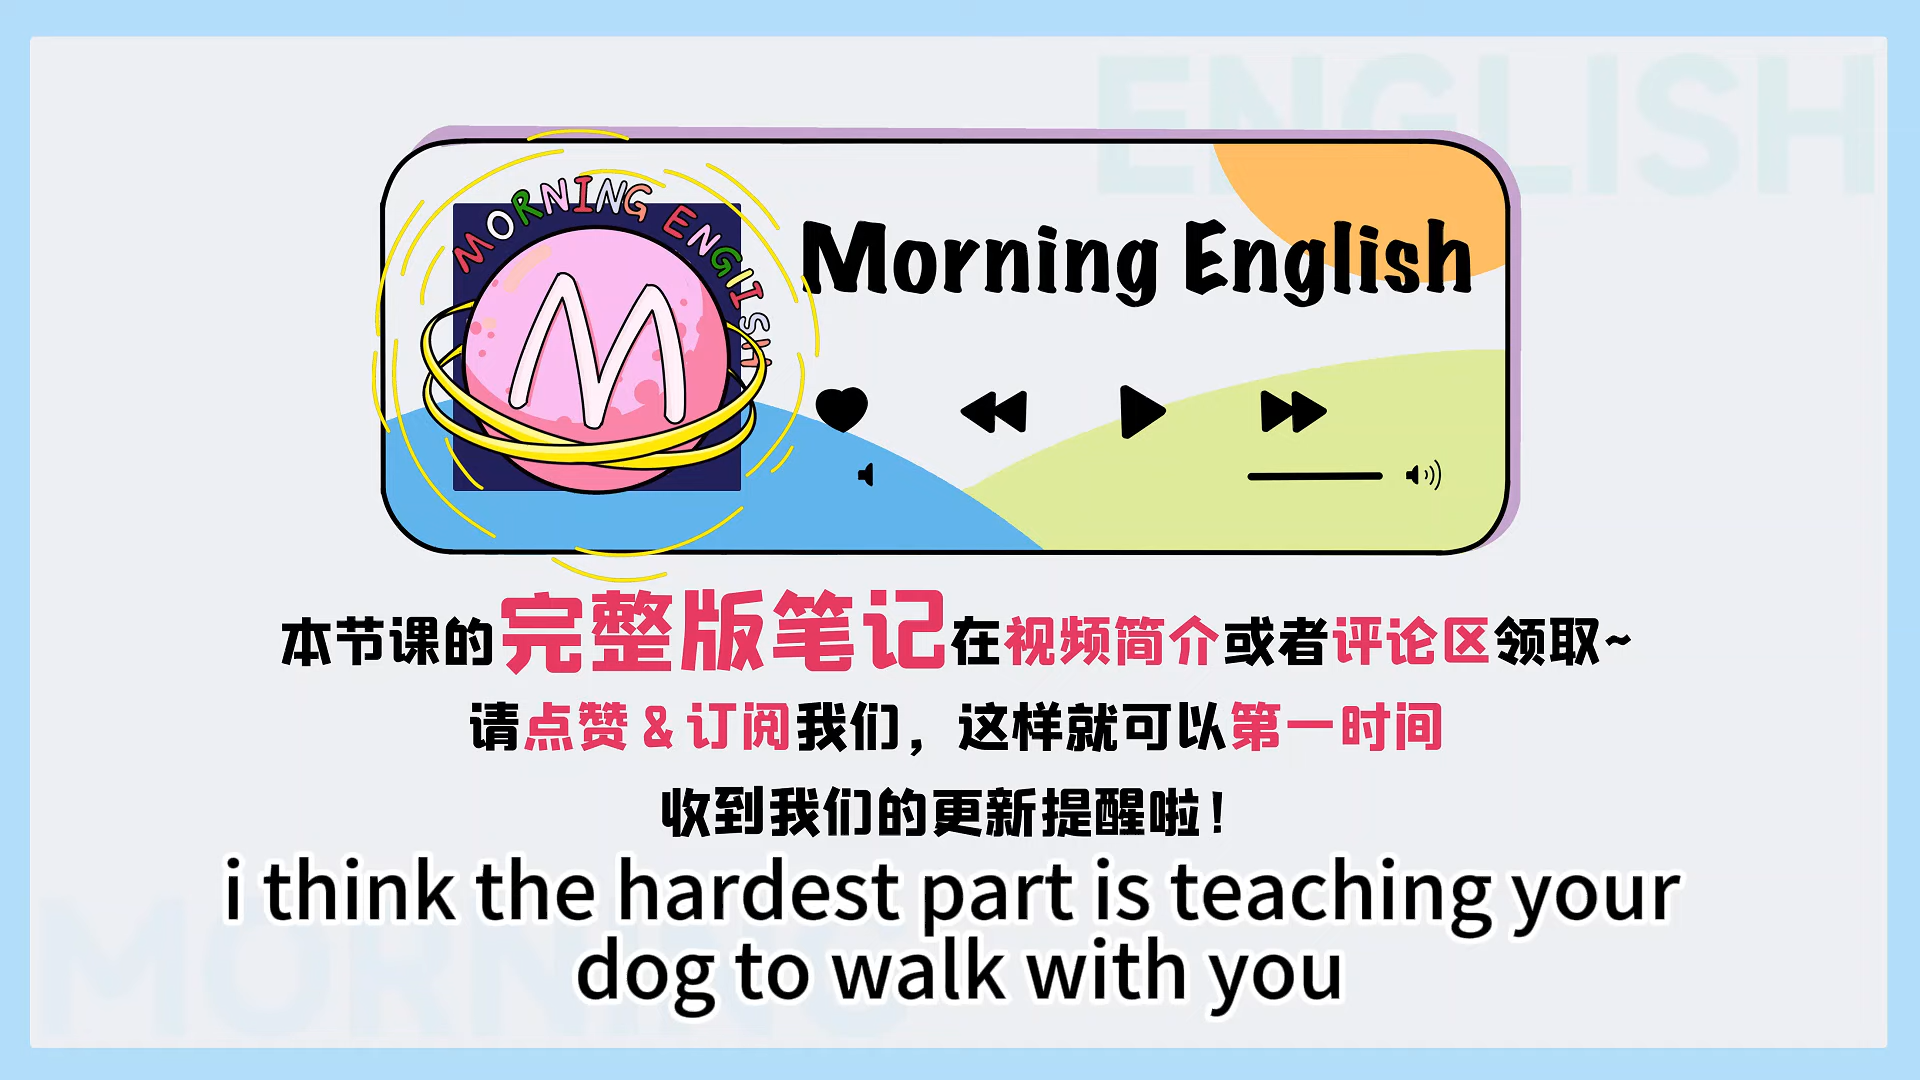 ENGLISH
MORNING ENGLISH
M
Morning English
本节课的完整版笔记在视频简介或者评论区领取~
请点赞&订阅我们，这样就可以第一时间
收到我们的更新提醒啦！
i think the hardest part is teaching your
dog to walk with you
MORNING